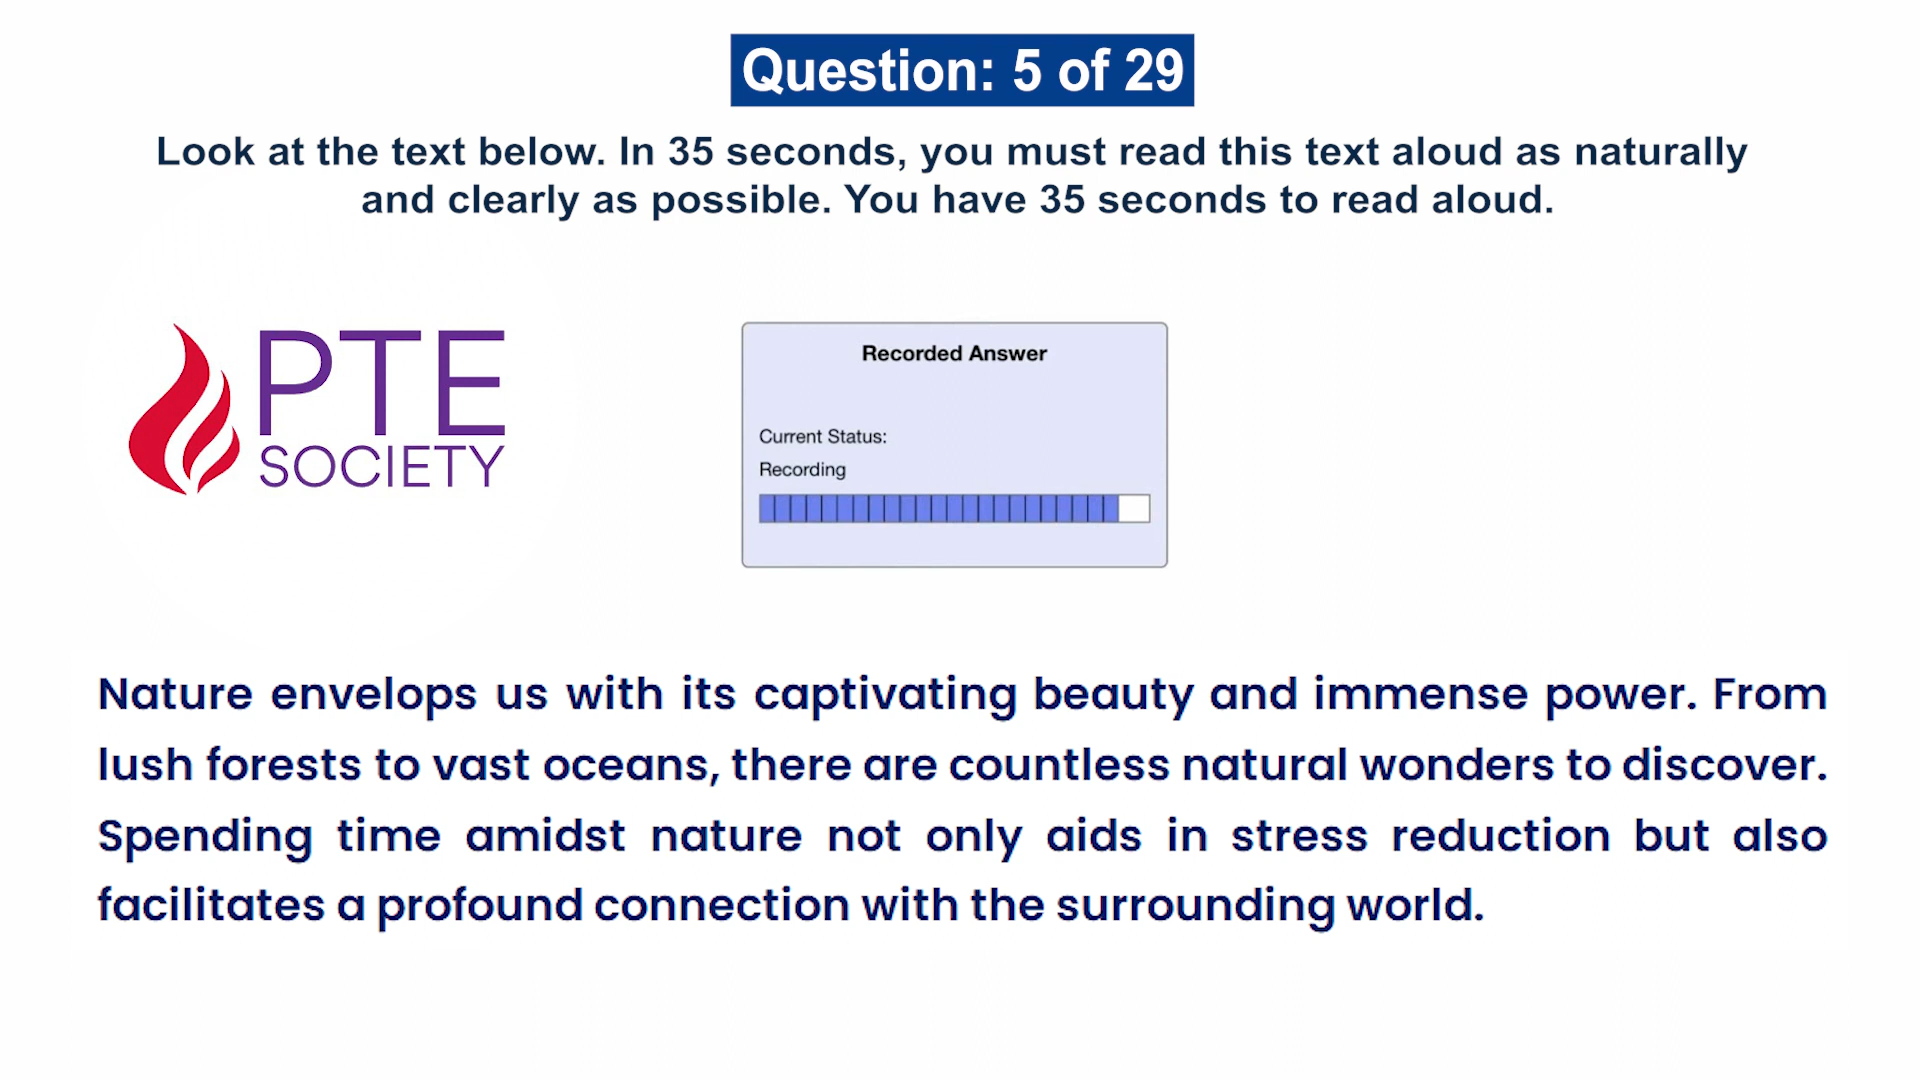 Question: 5 of 29
Look at the text below. In 35 seconds, you must read this text aloud as naturally
and clearly as possible. You have 35 seconds to read aloud.
PTE
SOCIETY
Recorded Answer
Current Status:
Recording
Nature envelops us with its captivating beauty and immense power. From
lush forests to vast oceans, there are countless natural wonders to discover.
Spending time amidst nature not only aids in stress reduction but also
facilitates a profound connection with the surrounding world.